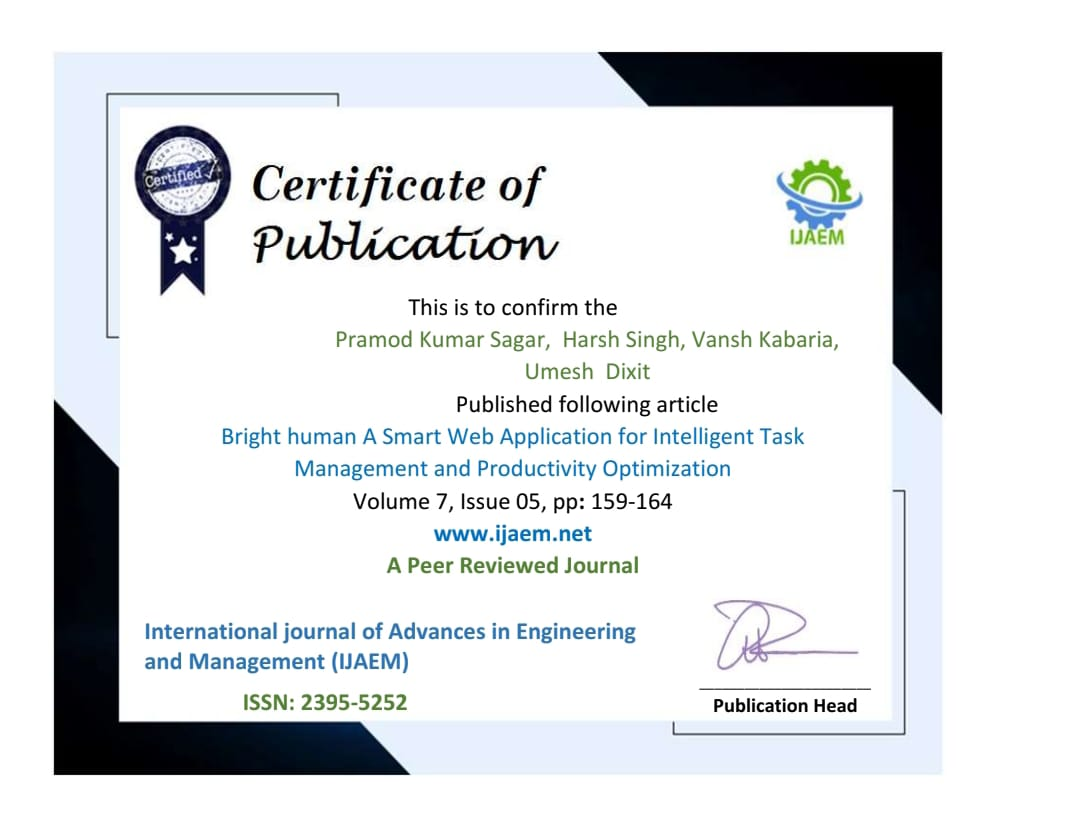 Certified
Certificate of
Publication
IJAEM
This is to confirm the
Pramod Kumar Sagar,  Harsh Singh, Vansh Kabaria,
Umesh  Dixit
Published following article
Bright human A Smart Web Application for Intelligent Task
Management and Productivity Optimization
Volume 7, Issue 05, pp: 159-164
www.ijaem.net
A Peer Reviewed Journal
International journal of Advances in Engineering
and Management (IJAEM)
ISSN: 2395-5252
Publication Head